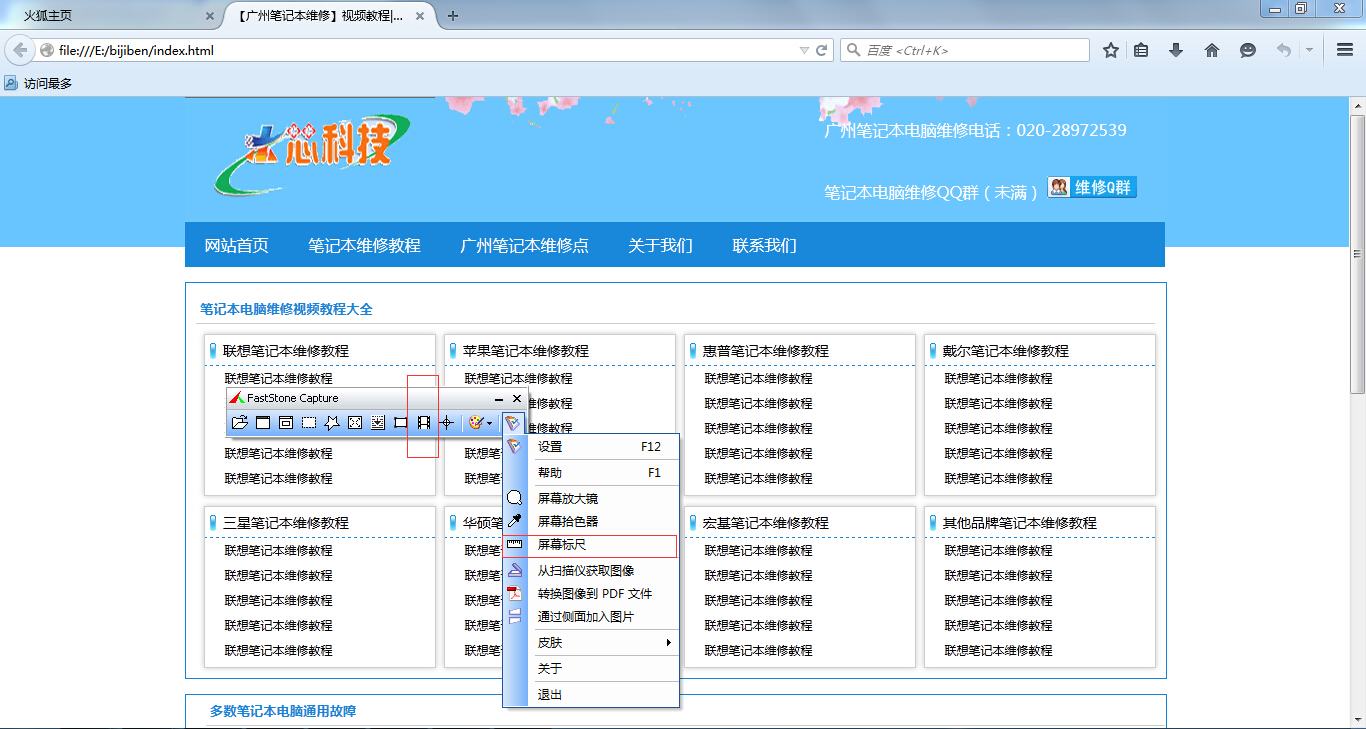 火狐主页
【广州笔记本维修】视频教程|...
file:///E:/bijiben/index.html
百度 <Ctrl+K>
访问最多
芯科技
广州笔记本电脑维修电话：020-28972539
笔记本电脑维修QQ群（未满） 维修Q群
网站首页 笔记本维修教程 广州笔记本维修点 关于我们 联系我们
笔记本电脑维修视频教程大全
联想笔记本维修教程 苹果笔记本维修教程 惠普笔记本维修教程 戴尔笔记本维修教程
联想笔记本维修教程 联想笔记本维修教程 联想笔记本维修教程 联想笔记本维修教程
FastStone Capture 维修教程 联想笔记本维修教程 联想笔记本维修教程
维修教程 联想笔记本维修教程 联想笔记本维修教程
联想笔记本维修教程 联想笔 联想笔记本维修教程 联想笔记本维修教程
联想笔记本维修教程 联想笔 联想笔记本维修教程 联想笔记本维修教程
设置 F12
帮助 F1
屏幕放大镜
屏幕拾色器
屏幕标尺
从扫描仪获取图像
转换图像到 PDF 文件
通过侧面加入图片
皮肤
关于
退出
三星笔记本维修教程 华硕笔 宏基笔记本维修教程 其他品牌笔记本维修教程
联想笔记本维修教程 联想笔 联想笔记本维修教程 联想笔记本维修教程
联想笔记本维修教程 联想笔 联想笔记本维修教程 联想笔记本维修教程
联想笔记本维修教程 联想笔 联想笔记本维修教程 联想笔记本维修教程
联想笔记本维修教程 联想笔 联想笔记本维修教程 联想笔记本维修教程
联想笔记本维修教程 联想笔 联想笔记本维修教程 联想笔记本维修教程
多数笔记本电脑通用故障